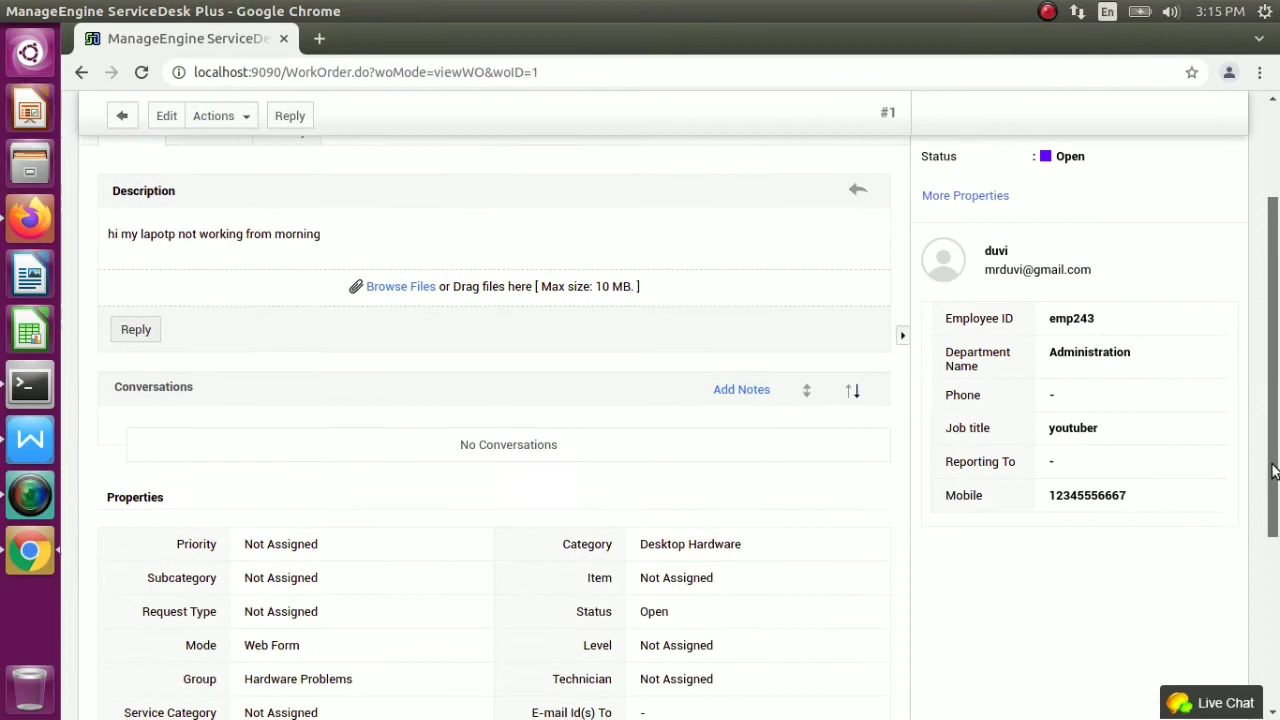 ManageEngine ServiceDesk Plus - Google Chrome
En
3:15 PM
ManageEngine ServiceDe
localhost:9090/WorkOrder.do?woMode=viewWO&woID=1
Edit
Actions
Reply
#1
Description
hi my lapotp not working from morning
Browse Files or Drag files here [ Max size: 10 MB. ]
Reply
Conversations
Add Notes
No Conversations
Properties
Priority Not Assigned Category Desktop Hardware
Subcategory Not Assigned Item Not Assigned
Request Type Not Assigned Status Open
Mode Web Form Level Not Assigned
Group Hardware Problems Technician Not Assigned
Service Category Not Assigned E-mail Id(s) To -
Status : Open
More Properties
duvi
mrduvi@gmail.com
Employee ID emp243
Department Administration
Name
Phone -
Job title youtuber
Reporting To -
Mobile 12345556667
Live Chat